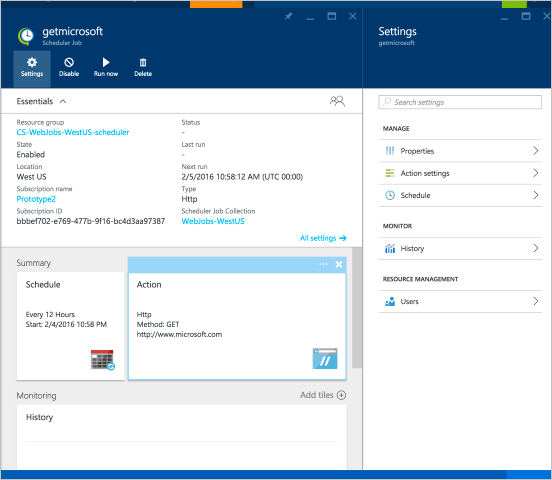 getmicrosoft
Scheduler Job
Settings
Disable
Run now
Delete
Essentials
Resource group
CS-WebJobs-WestUS-scheduler
State
Enabled
Location
West US
Subscription name
Prototype2
Subscription ID
bbbef702-e769-477b-9f16-bc4d3aa97387
Status
-
Last run
-
Next run
2/5/2016 10:58:12 AM (UTC 00:00)
Type
Http
Scheduler Job Collection
WebJobs-WestUS
All settings
Summary
Schedule
Every 12 Hours
Start: 2/4/2016 10:58 PM
Action
Http
Method: GET
http://www.microsoft.com
Monitoring
Add tiles
History
Settings
getmicrosoft
Search settings
MANAGE
Properties
Action settings
Schedule
MONITOR
History
RESOURCE MANAGEMENT
Users